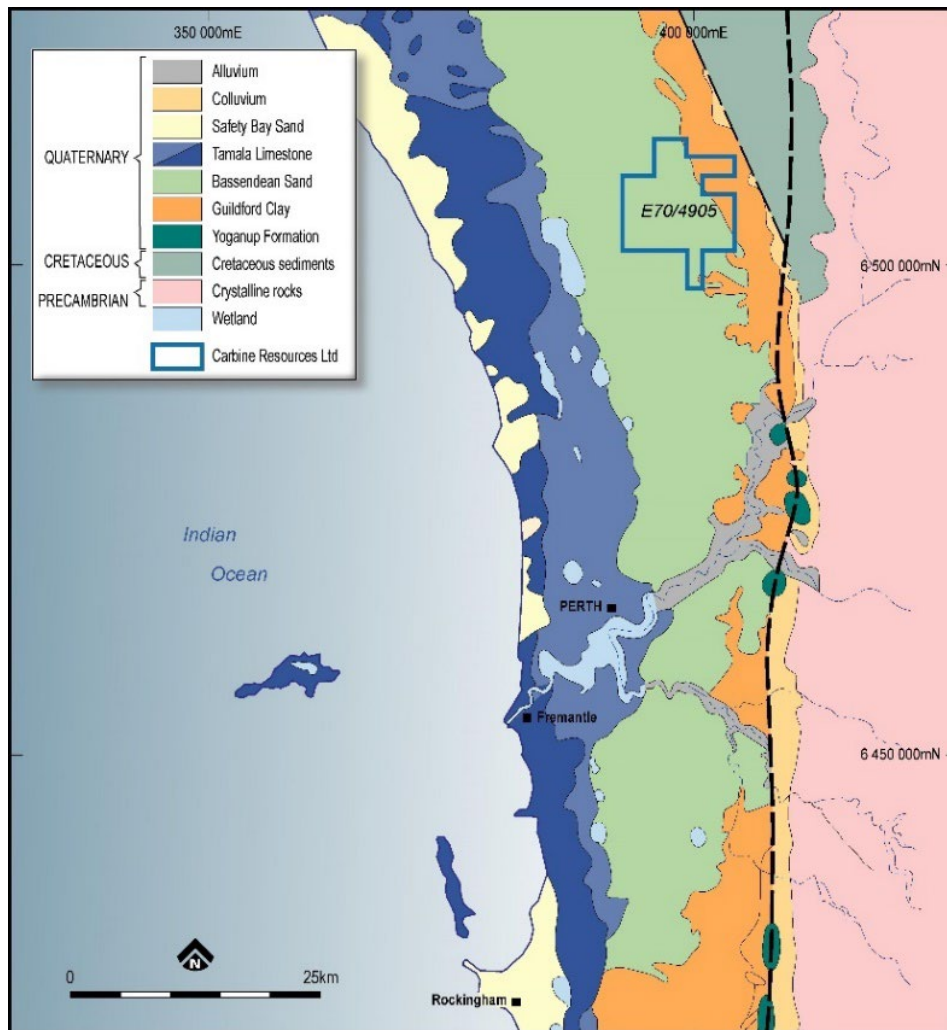 350 000mE
400 000mE
Alluvium
Colluvium
Safety Bay Sand
QUATERNARY
Tamala Limestone
Bassendean Sand
Guildford Clay
Yoganup Formation
CRETACEOUS
Cretaceous sediments
PRECAMBRIAN
Crystalline rocks
Wetland
Carbine Resources Ltd
E70/4905
6 500 000mN
Indian
Ocean
PERTH
Fremantle
6 450 000mN
N
0
25km
Rockingham